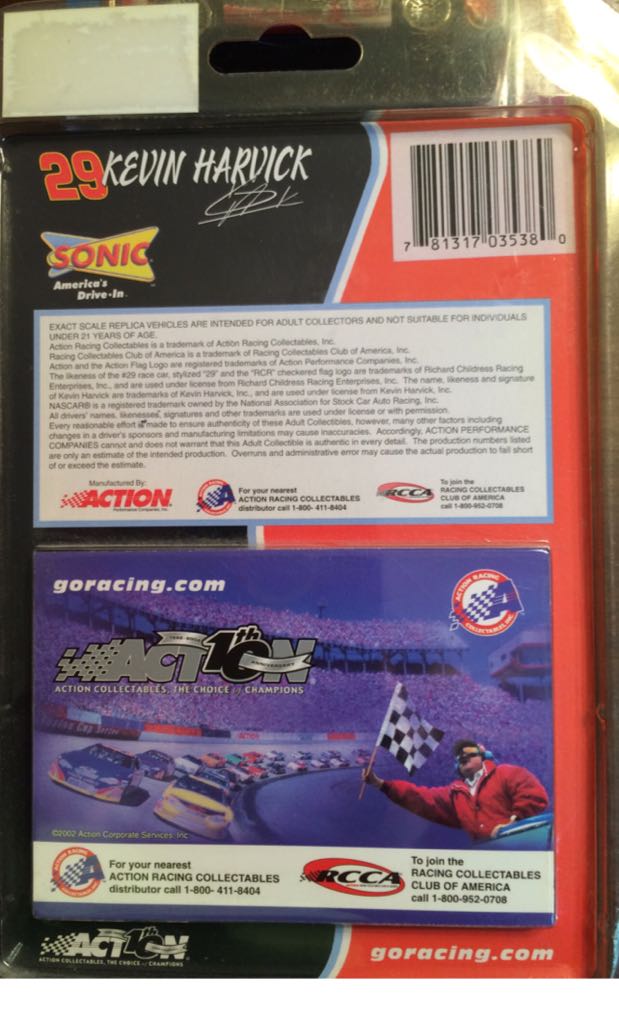 29 KEVIN HARVICK
7 81317 03538 0
SONIC
America's
Drive-In
EXACT SCALE REPLICA VEHICLES ARE INTENDED FOR ADULT COLLECTORS AND NOT SUITABLE FOR INDIVIDUALS
UNDER 21 YEARS OF AGE.
Action Racing Collectables is a trademark of Action Racing Collectables, Inc.
Racing Collectables Club of America is a trademark of Racing Collectables Club of America, Inc.
Action and the Action Flag Logo are registered trademarks of Action Performance Companies, Inc.
The likeness of the #29 race car, stylized "29" and the "RCR" checkered flag logo are trademarks of Richard Childress Racing
Enterprises, Inc., and are used under license from Richard Childress Racing Enterprises, Inc. The name, likeness and signature
of Kevin Harvick are trademarks of Kevin Harvick, Inc., and are used under license from Kevin Harvick, Inc.
NASCAR® is a registered trademark owned by the National Association for Stock Car Auto Racing, Inc.
All drivers' names, likenesses, signatures and other trademarks are used under license or with permission.
Every reasonable effort is made to ensure authenticity of these Adult Collectables, however, many other factors including
changes in a driver's sponsors and manufacturing limitations may cause inaccuracies. Accordingly, ACTION PERFORMANCE
COMPANIES cannot and does not warrant that this Adult Collectible is authentic in every detail. The production numbers listed
are only an estimate of the intended production. Overruns and administrative error may cause the actual production to fall short
of or exceed the estimate.
Manufactured By:
ACTION
Performance Companies, Inc.
For your nearest
ACTION RACING COLLECTABLES
distributor call 1-800- 411-8404
RCCA
To join the
RACING COLLECTABLES
CLUB OF AMERICA
call 1-800-952-0708
goracing.com
ACTION RACING
COLLECTABLES, INC.
ACTION 10th
ANNIVERSARY
ACTION COLLECTABLES, THE CHOICE of CHAMPIONS
ACTION
©2002 Action Corporate Services, Inc.
ACTION RACING
For your nearest
ACTION RACING COLLECTABLES
distributor call 1-800- 411-8404
RCCA
To join the
RACING COLLECTABLES
CLUB OF AMERICA
call 1-800-952-0708
ACTION 10th
ACTION COLLECTABLES, THE CHOICE of CHAMPIONS
goracing.com